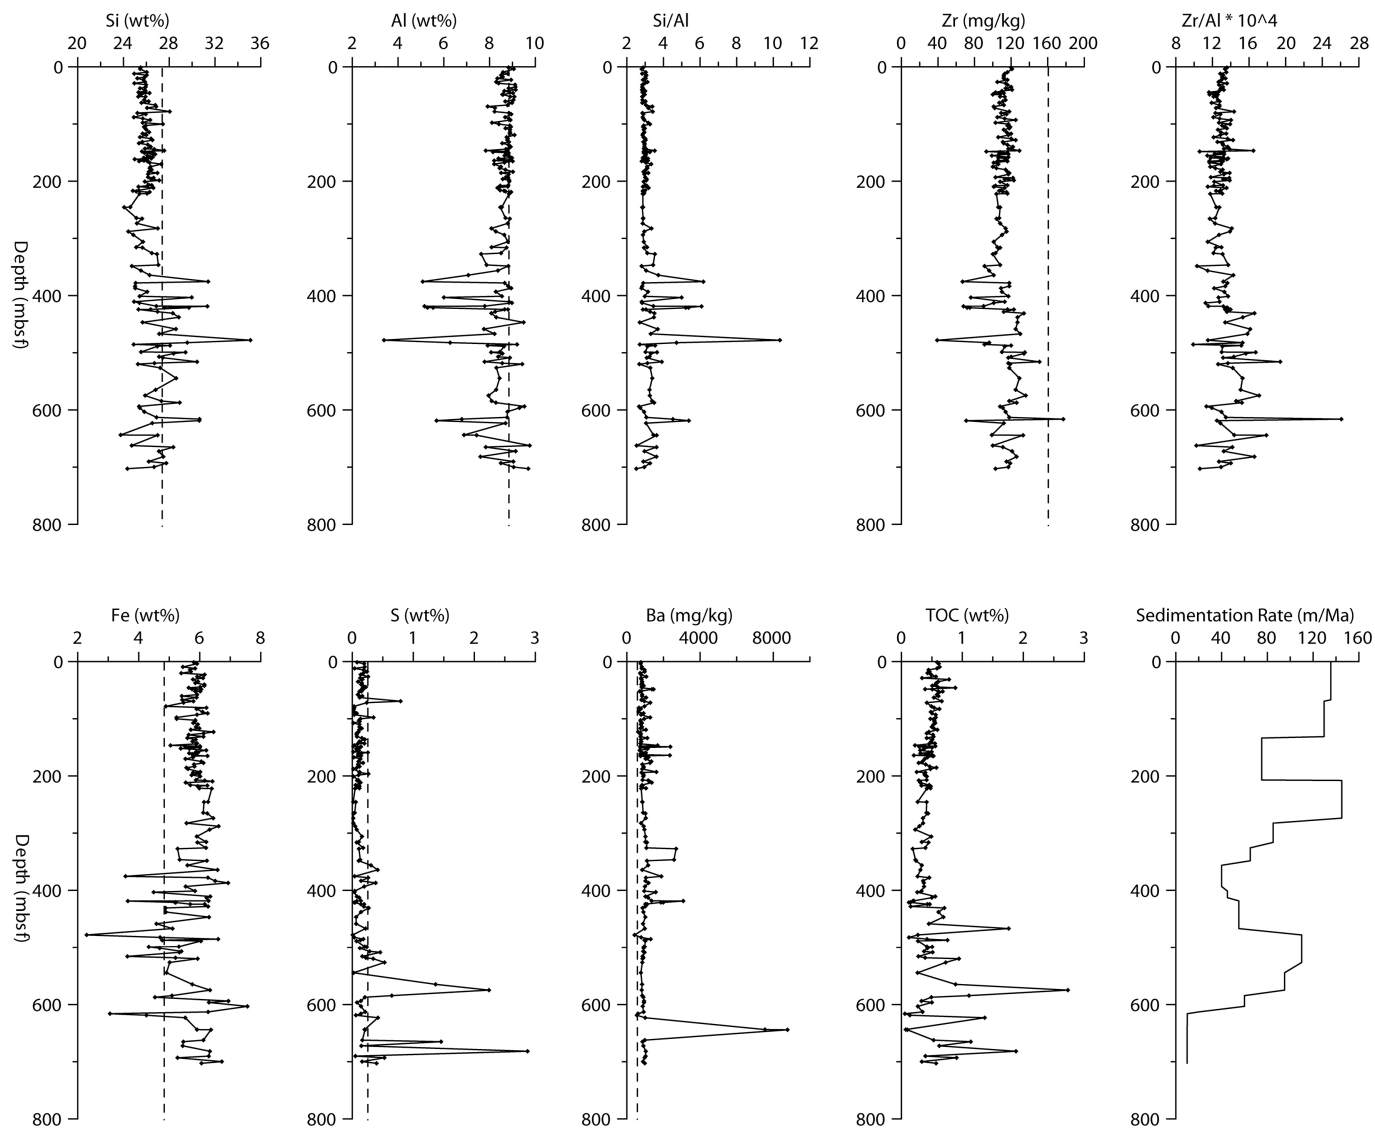 Si (wt%) Al (wt%) Si/Al Zr (mg/kg) Zr/Al * 10^4
20 24 28 32 36 2 4 6 8 10 2 4 6 8 10 12 0 40 80 120 160 200 8 12 16 20 24 28
0 0 0 0 0
200 200 200 200 200
Depth (mbsf)
400 400 400 400 400
600 600 600 600 600
800 800 800 800 800
Fe (wt%) S (wt%) Ba (mg/kg) TOC (wt%) Sedimentation Rate (m/Ma)
2 4 6 8 0 1 2 3 0 4000 8000 0 1 2 3 0 40 80 120 160
0 0 0 0 0
200 200 200 200 200
Depth (mbsf)
400 400 400 400 400
600 600 600 600 600
800 800 800 800 800